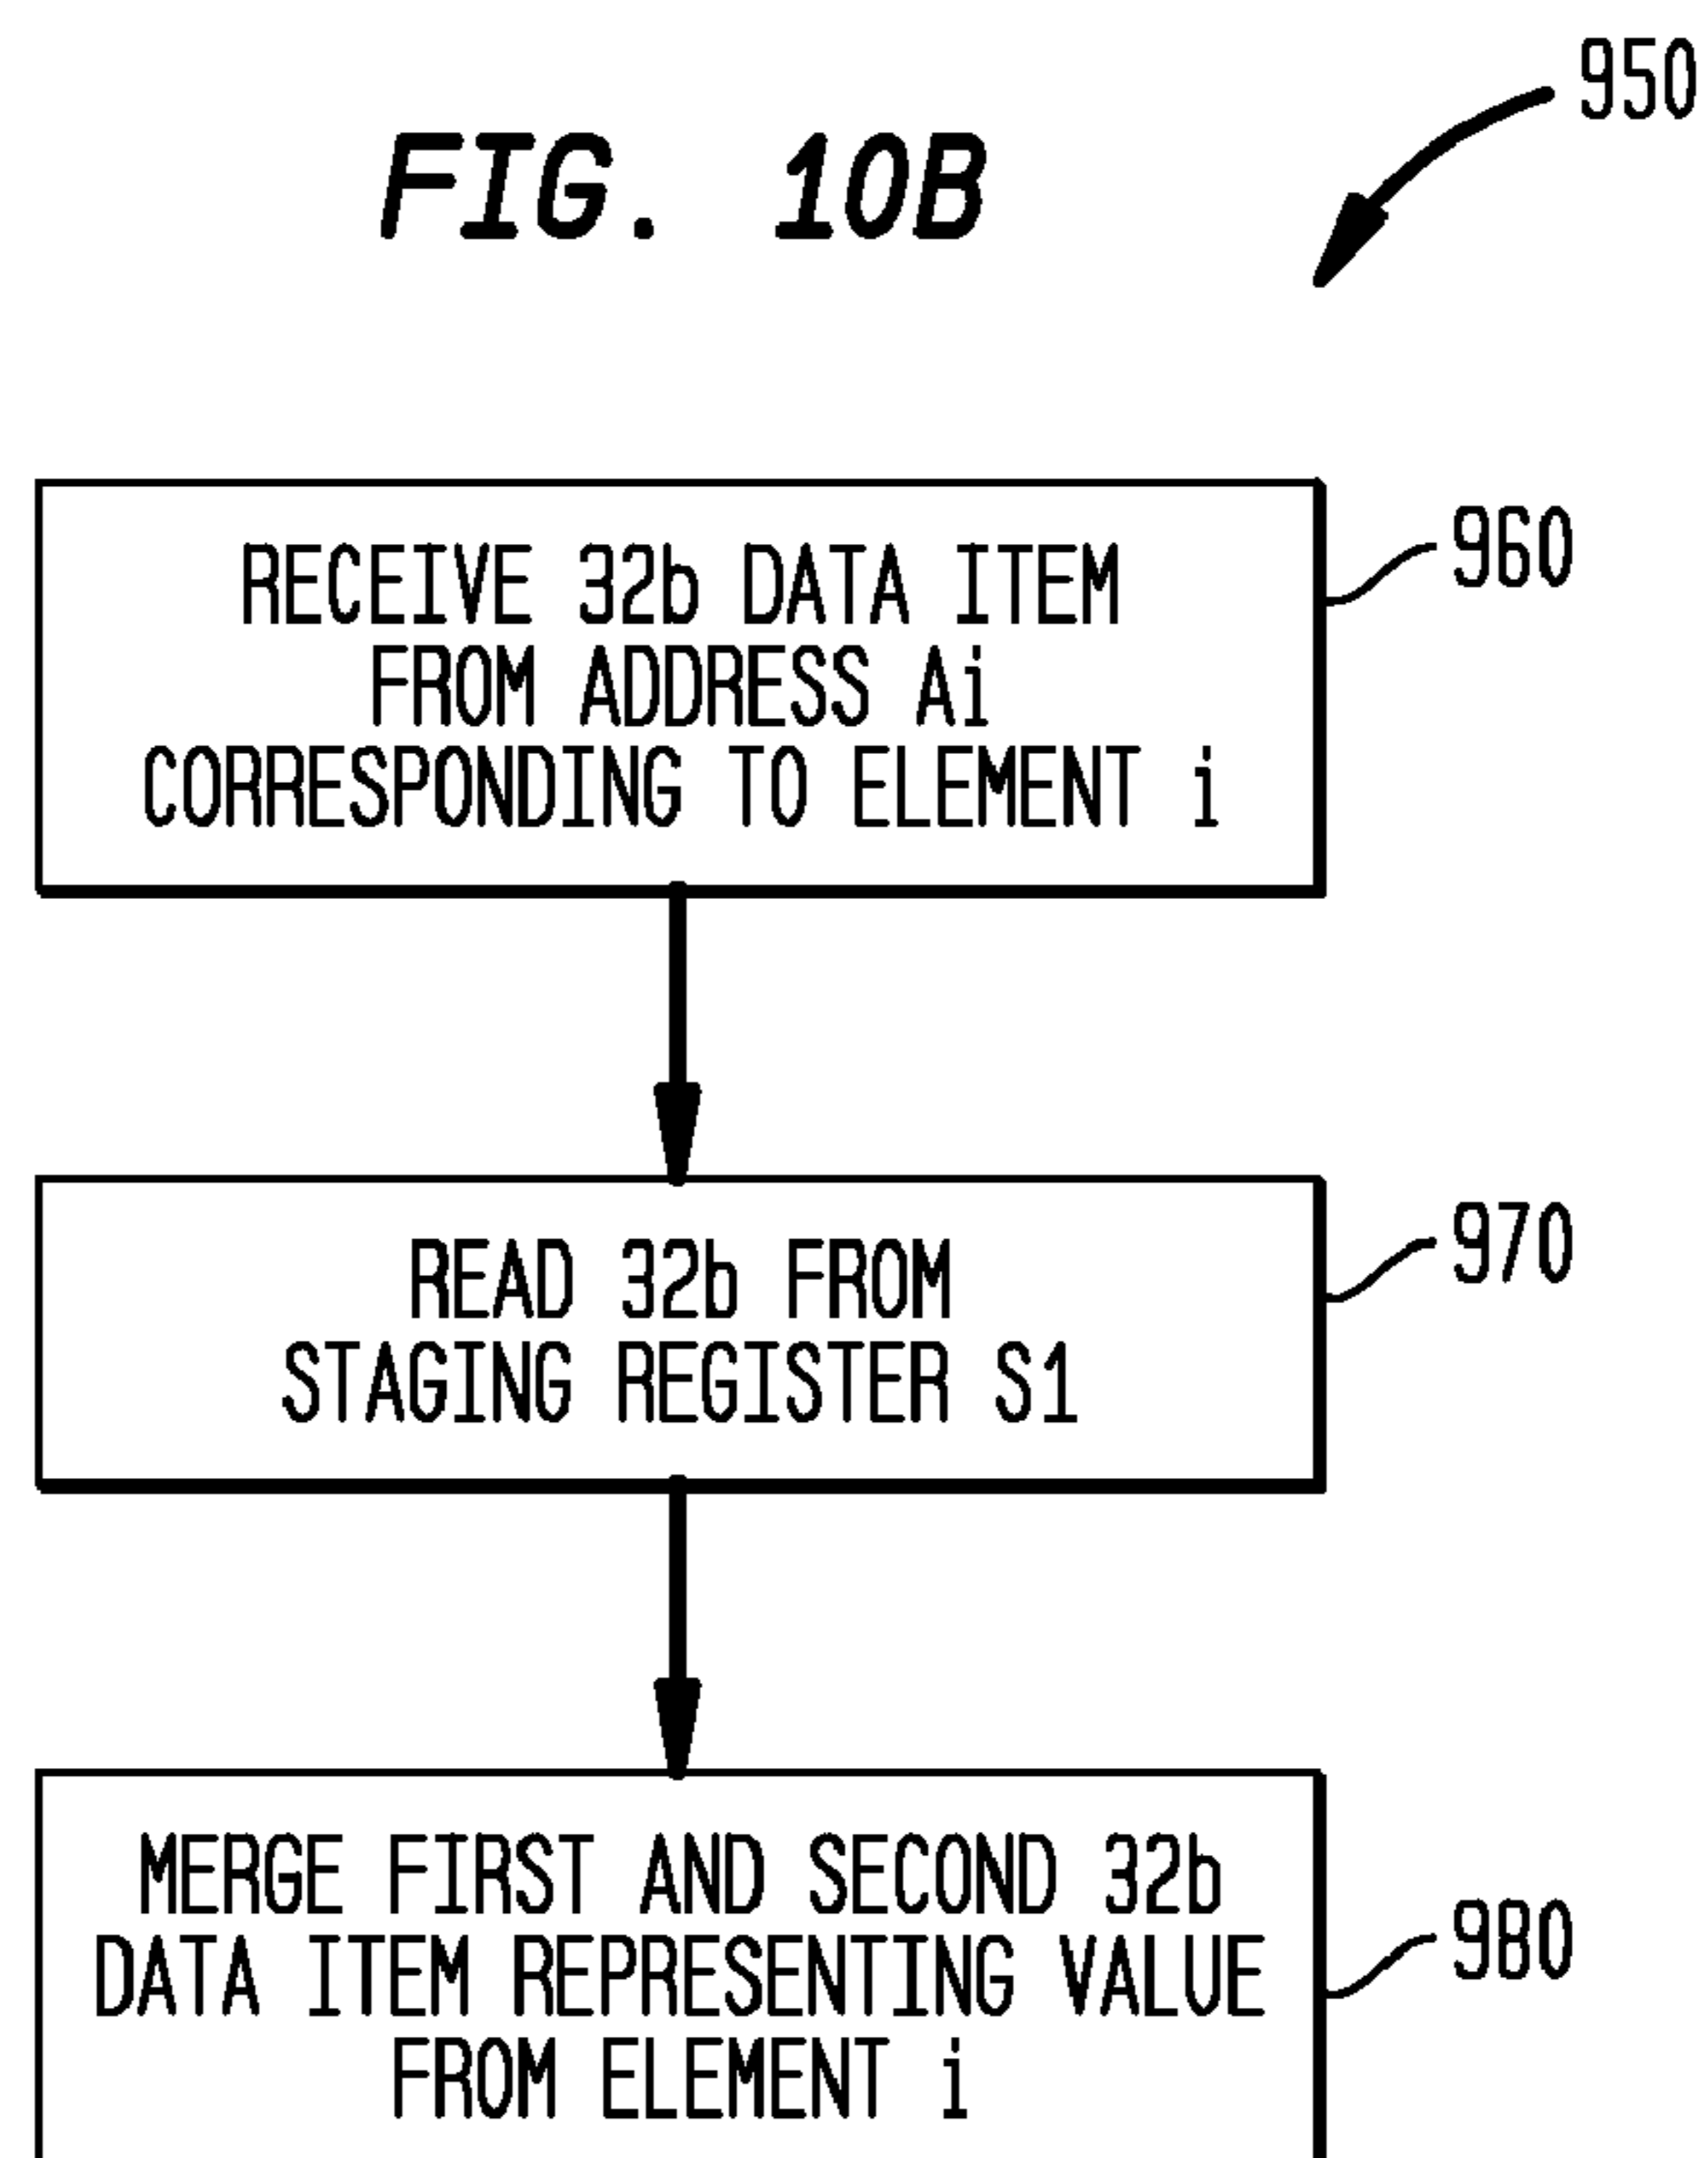 950
FIG. 10B
RECEIVE 32b DATA ITEM
FROM ADDRESS Ai
CORRESPONDING TO ELEMENT i
960
READ 32b FROM
STAGING REGISTER S1
970
MERGE FIRST AND SECOND 32b
DATA ITEM REPRESENTING VALUE
FROM ELEMENT i
980